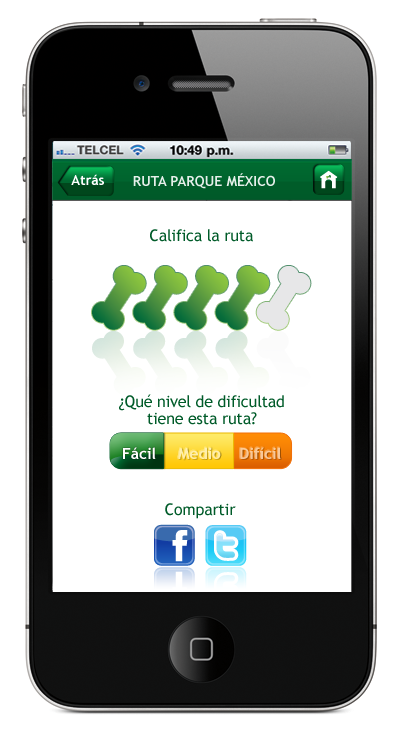 TELCEL 10:49 p.m.
Atrás RUTA PARQUE MÉXICO
Califica la ruta
¿Qué nivel de dificultad
tiene esta ruta?
Fácil Medio Difícil
Compartir